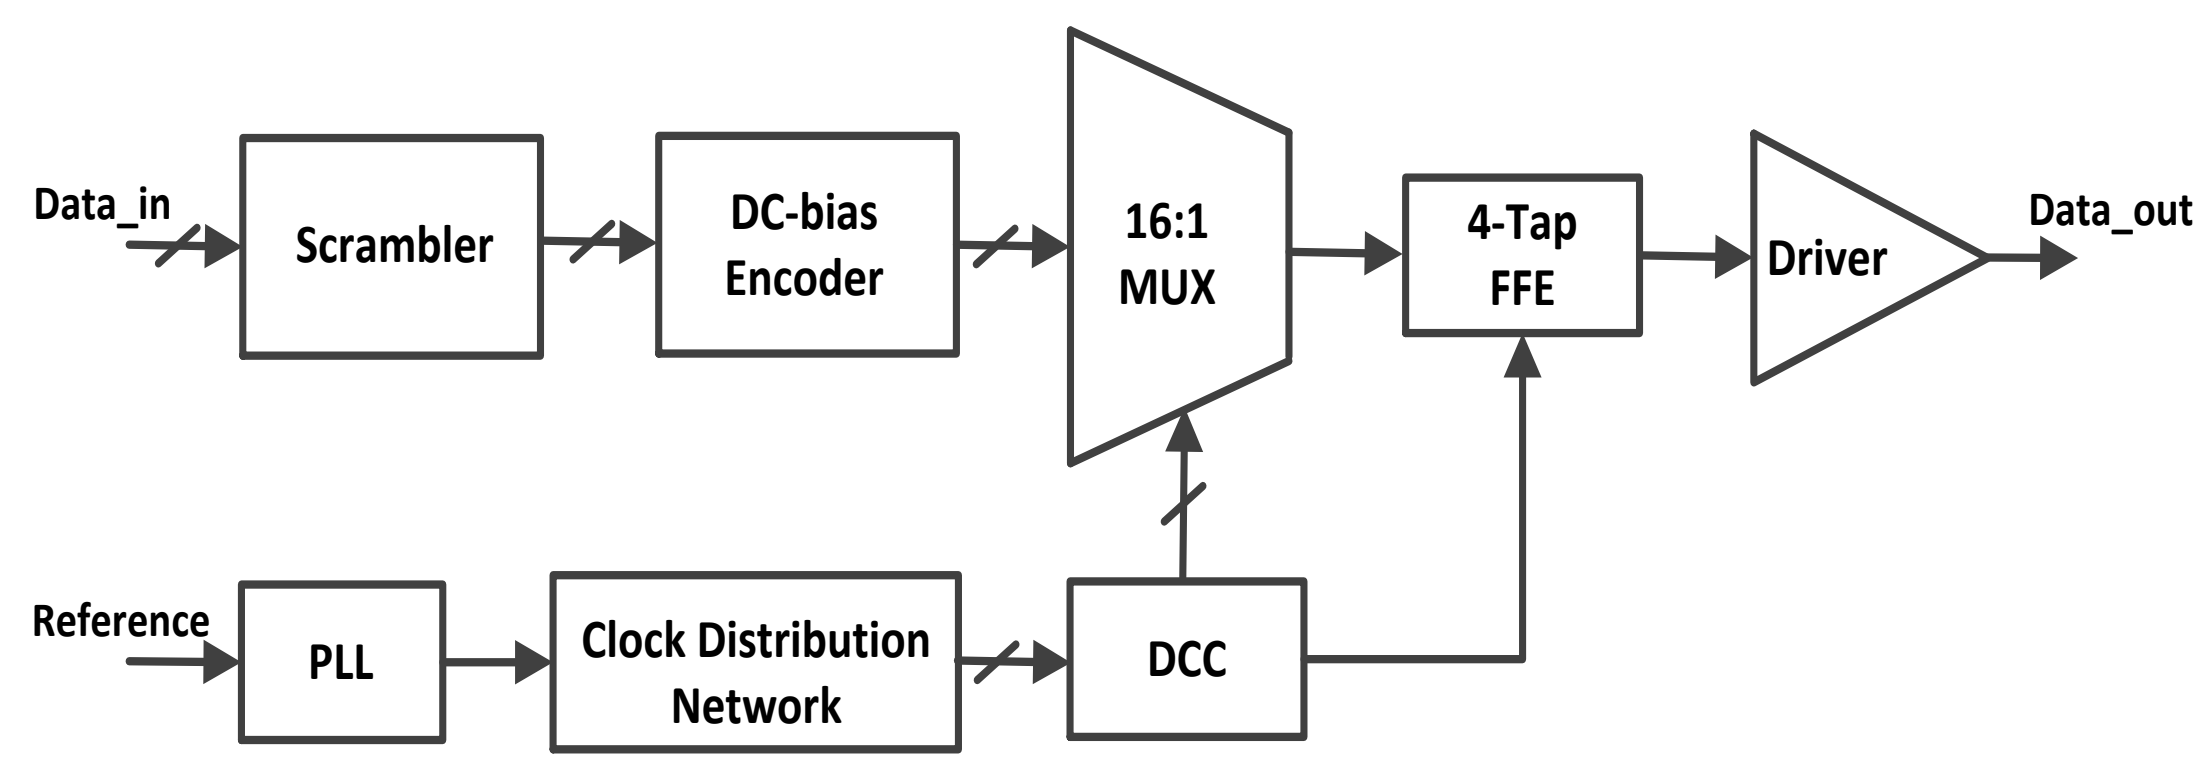 Data_in
Scrambler
DC-bias
Encoder
16:1
MUX
4-Tap
FFE
Driver
Data_out
Reference
PLL
Clock Distribution
Network
DCC